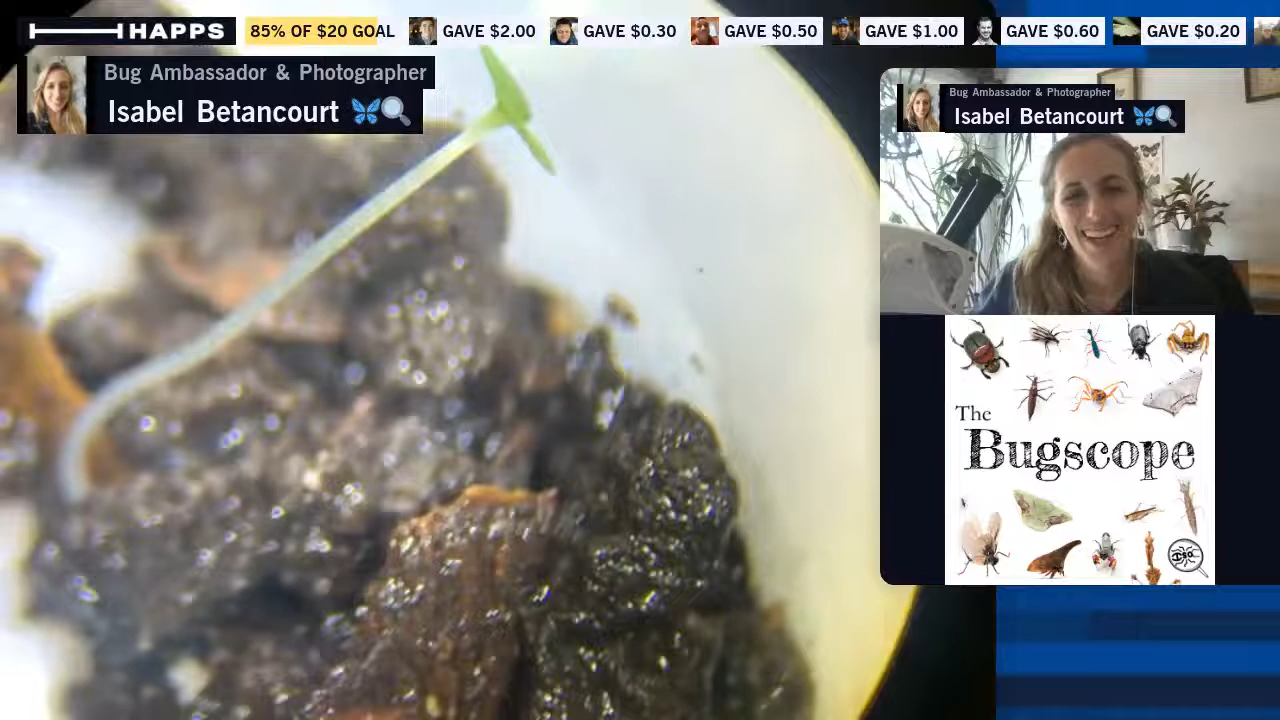 HAPPS
85% OF $20 GOAL
GAVE $2.00
GAVE $0.30
GAVE $0.50
GAVE $1.00
GAVE $0.60
GAVE $0.20
Bug Ambassador & Photographer
Isabel Betancourt 🦋🔍
Bug Ambassador & Photographer
Isabel Betancourt 🦋🔍
The
Bugscope